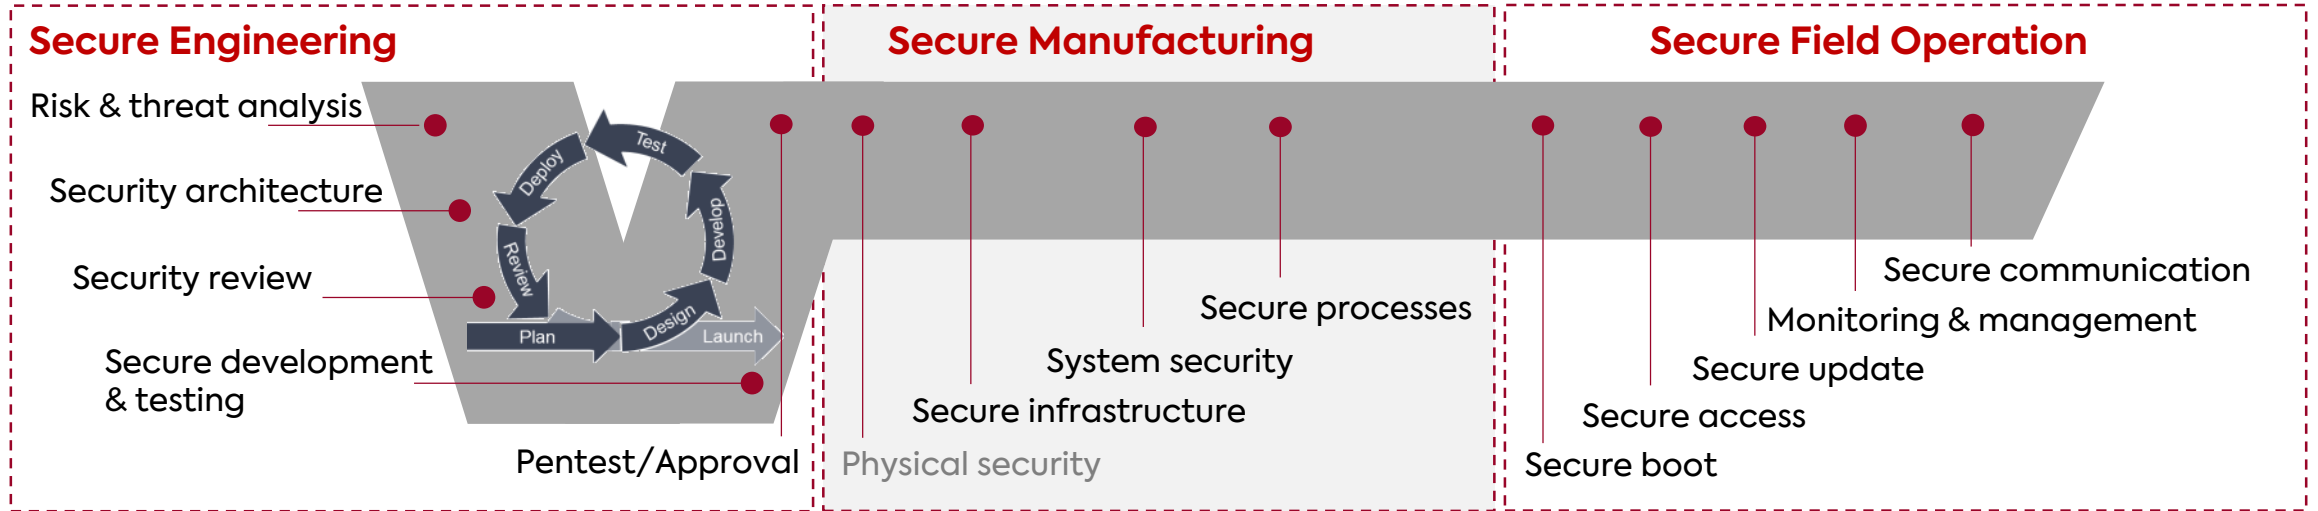 Secure Engineering
Risk & threat analysis
Security architecture
Security review
Secure development
& testing
Pentest/Approval
Test
Deploy
Develop
Review
Design
Plan
Launch
Secure Manufacturing
Secure processes
System security
Secure infrastructure
Physical security
Secure Field Operation
Secure communication
Monitoring & management
Secure update
Secure access
Secure boot